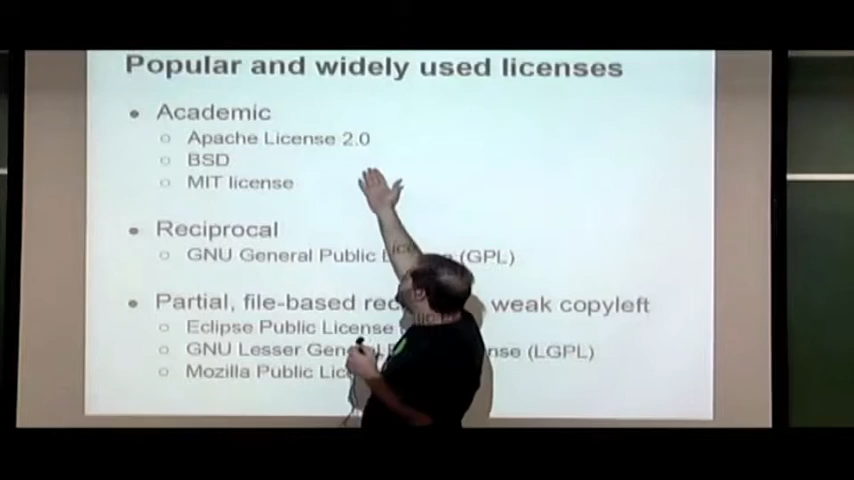 Popular and widely used licenses
● Academic
○ Apache License 2.0
○ BSD
○ MIT license
● Reciprocal
○ GNU General Public (GPL)
● Partial, file-based weak copyleft
○ Eclipse Public License
○ GNU Lesser (LGPL)
○ Mozilla Public